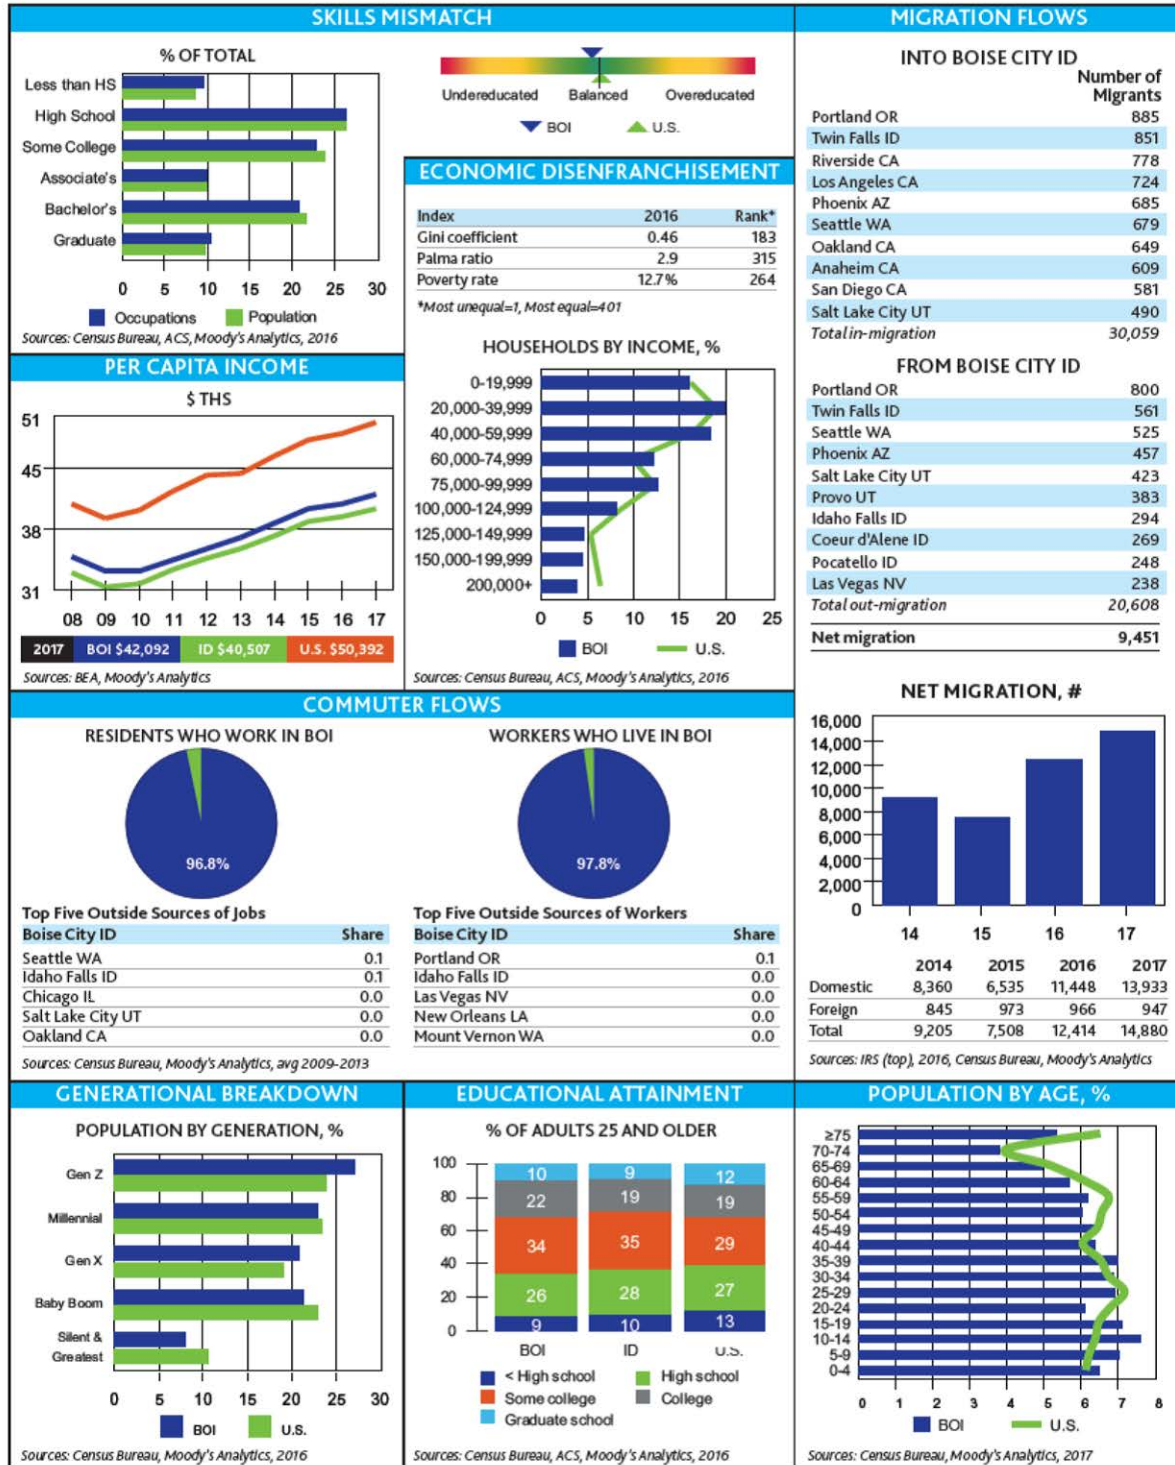 SKILLS MISMATCH
% OF TOTAL
Less than HS
High School
Some College
Associate's
Bachelor's
Graduate
0 5 10 15 20 25 30
Occupations Population
Sources: Census Bureau, ACS, Moody's Analytics, 2016
Undereducated Balanced Overeducated
BOI U.S.
ECONOMIC DISENFRANCHISEMENT
Index 2016 Rank*
Gini coefficient 0.46 183
Palma ratio 2.9 315
Poverty rate 12.7% 264
*Most unequal=1, Most equal=401
HOUSEHOLDS BY INCOME, %
0-19,999
20,000-39,999
40,000-59,999
60,000-74,999
75,000-99,999
100,000-124,999
125,000-149,999
150,000-199,999
200,000+
0 5 10 15 20 25
BOI U.S.
Sources: Census Bureau, ACS, Moody's Analytics, 2016
PER CAPITA INCOME
$ THS
51
45
38
31
08 09 10 11 12 13 14 15 16 17
2017 BOI $42,092 ID $40,507 U.S. $50,392
Sources: BEA, Moody's Analytics
MIGRATION FLOWS
INTO BOISE CITY ID
Number of
Migrants
Portland OR 885
Twin Falls ID 851
Riverside CA 778
Los Angeles CA 724
Phoenix AZ 685
Seattle WA 679
Oakland CA 649
Anaheim CA 609
San Diego CA 581
Salt Lake City UT 490
Total in-migration 30,059
FROM BOISE CITY ID
Portland OR 800
Twin Falls ID 561
Seattle WA 525
Phoenix AZ 457
Salt Lake City UT 423
Provo UT 383
Idaho Falls ID 294
Coeur d'Alene ID 269
Pocatello ID 248
Las Vegas NV 238
Total out-migration 20,608
Net migration 9,451
NET MIGRATION, #
16,000
14,000
12,000
10,000
8,000
6,000
4,000
2,000
0
14 15 16 17
2014 2015 2016 2017
Domestic 8,360 6,535 11,448 13,933
Foreign 845 973 966 947
Total 9,205 7,508 12,414 14,880
Sources: IRS (top), 2016, Census Bureau, Moody's Analytics
COMMUTER FLOWS
RESIDENTS WHO WORK IN BOI
96.8%
Top Five Outside Sources of Jobs
Boise City ID Share
Seattle WA 0.1
Idaho Falls ID 0.1
Chicago IL 0.0
Salt Lake City UT 0.0
Oakland CA 0.0
Sources: Census Bureau, Moody's Analytics, avg 2009-2013
WORKERS WHO LIVE IN BOI
97.8%
Top Five Outside Sources of Workers
Boise City ID Share
Portland OR 0.1
Idaho Falls ID 0.0
Las Vegas NV 0.0
New Orleans LA 0.0
Mount Vernon WA 0.0
GENERATIONAL BREAKDOWN
POPULATION BY GENERATION, %
Gen Z
Millennial
Gen X
Baby Boom
Silent &
Greatest
0 5 10 15 20 25 30
BOI U.S.
Sources: Census Bureau, Moody's Analytics, 2016
EDUCATIONAL ATTAINMENT
% OF ADULTS 25 AND OLDER
100
80
60
40
20
0
10 9 12
22 19 19
34 35 29
26 28 27
9 10 13
BOI ID U.S.
< High school High school
Some college College
Graduate school
Sources: Census Bureau, ACS, Moody's Analytics, 2016
POPULATION BY AGE, %
≥75
70-74
65-69
60-64
55-59
50-54
45-49
40-44
35-39
30-34
25-29
20-24
15-19
10-14
5-9
0-4
0 1 2 3 4 5 6 7 8
BOI U.S.
Sources: Census Bureau, Moody's Analytics, 2017